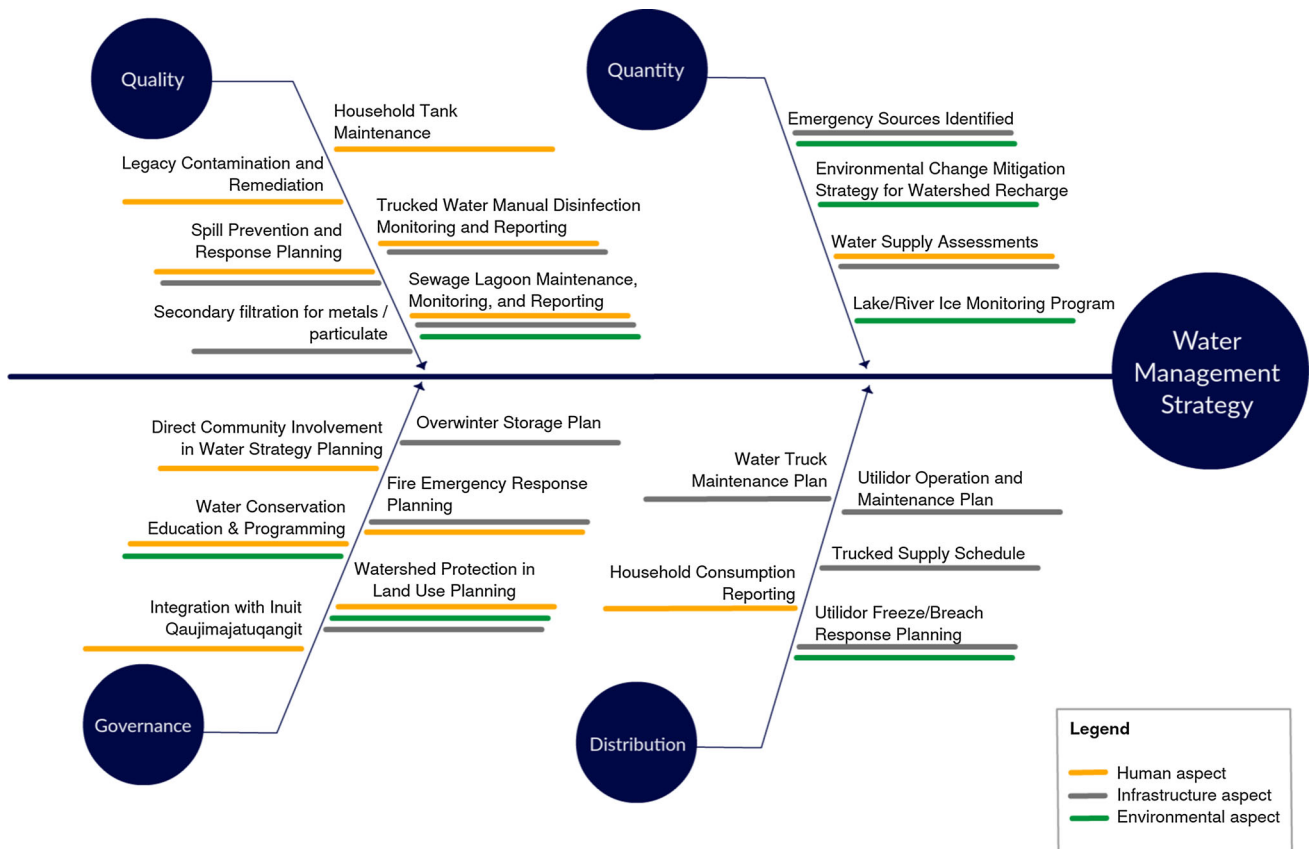 Quality
Household Tank
Maintenance
Legacy Contamination and
Remediation
Trucked Water Manual Disinfection
Monitoring and Reporting
Spill Prevention and
Response Planning
Sewage Lagoon Maintenance,
Monitoring, and Reporting
Secondary filtration for metals /
particulate
Quantity
Emergency Sources Identified
Environmental Change Mitigation
Strategy for Watershed Recharge
Water Supply Assessments
Lake/River Ice Monitoring Program
Water
Management
Strategy
Direct Community Involvement
in Water Strategy Planning
Overwinter Storage Plan
Water Conservation
Education & Programming
Fire Emergency Response
Planning
Integration with Inuit
Qaujimajatuqangit
Watershed Protection in
Land Use Planning
Governance
Water Truck
Maintenance Plan
Utilidor Operation and
Maintenance Plan
Trucked Supply Schedule
Household Consumption
Reporting
Utilidor Freeze/Breach
Response Planning
Distribution
Legend
Human aspect
Infrastructure aspect
Environmental aspect